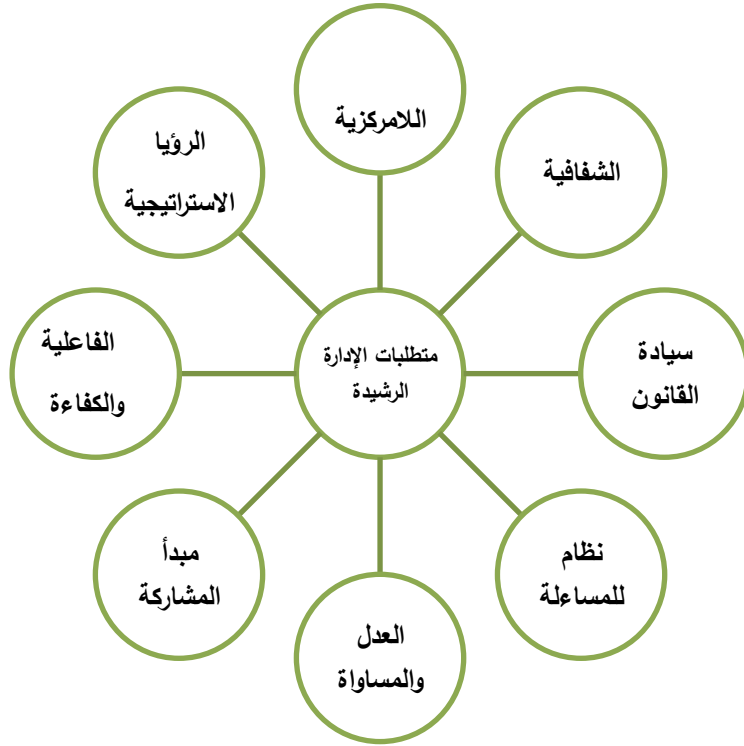 اللامركزية
الشفافية
سيادة
القانون
نظام
للمساءلة
العدل
والمساواة
مبدأ
المشاركة
الفاعلية
والكفاءة
الرؤيا
الاستراتيجية
متطلبات الإدارة
الرشيدة